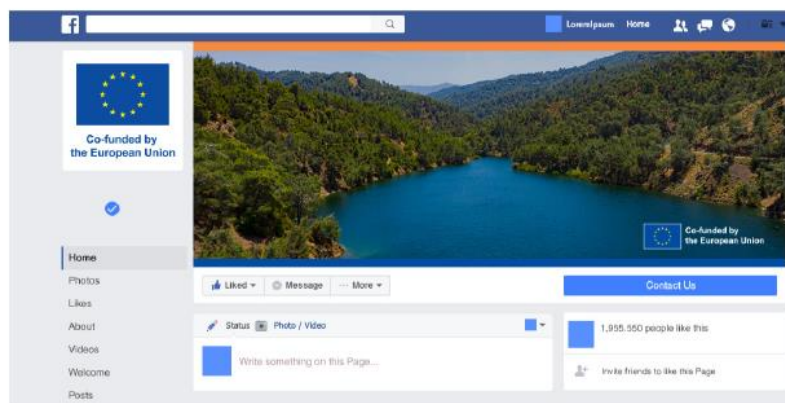 f
LoremIpsum Home
Co-funded by
the European Union
Co-funded by
the European Union
Home
Photos
Likes
About
Videos
Welcome
Posts
Liked Message ... More
Contact Us
Status Photo / Video
Write something on this Page...
1,955.550 people like this
Invite friends to like this Page